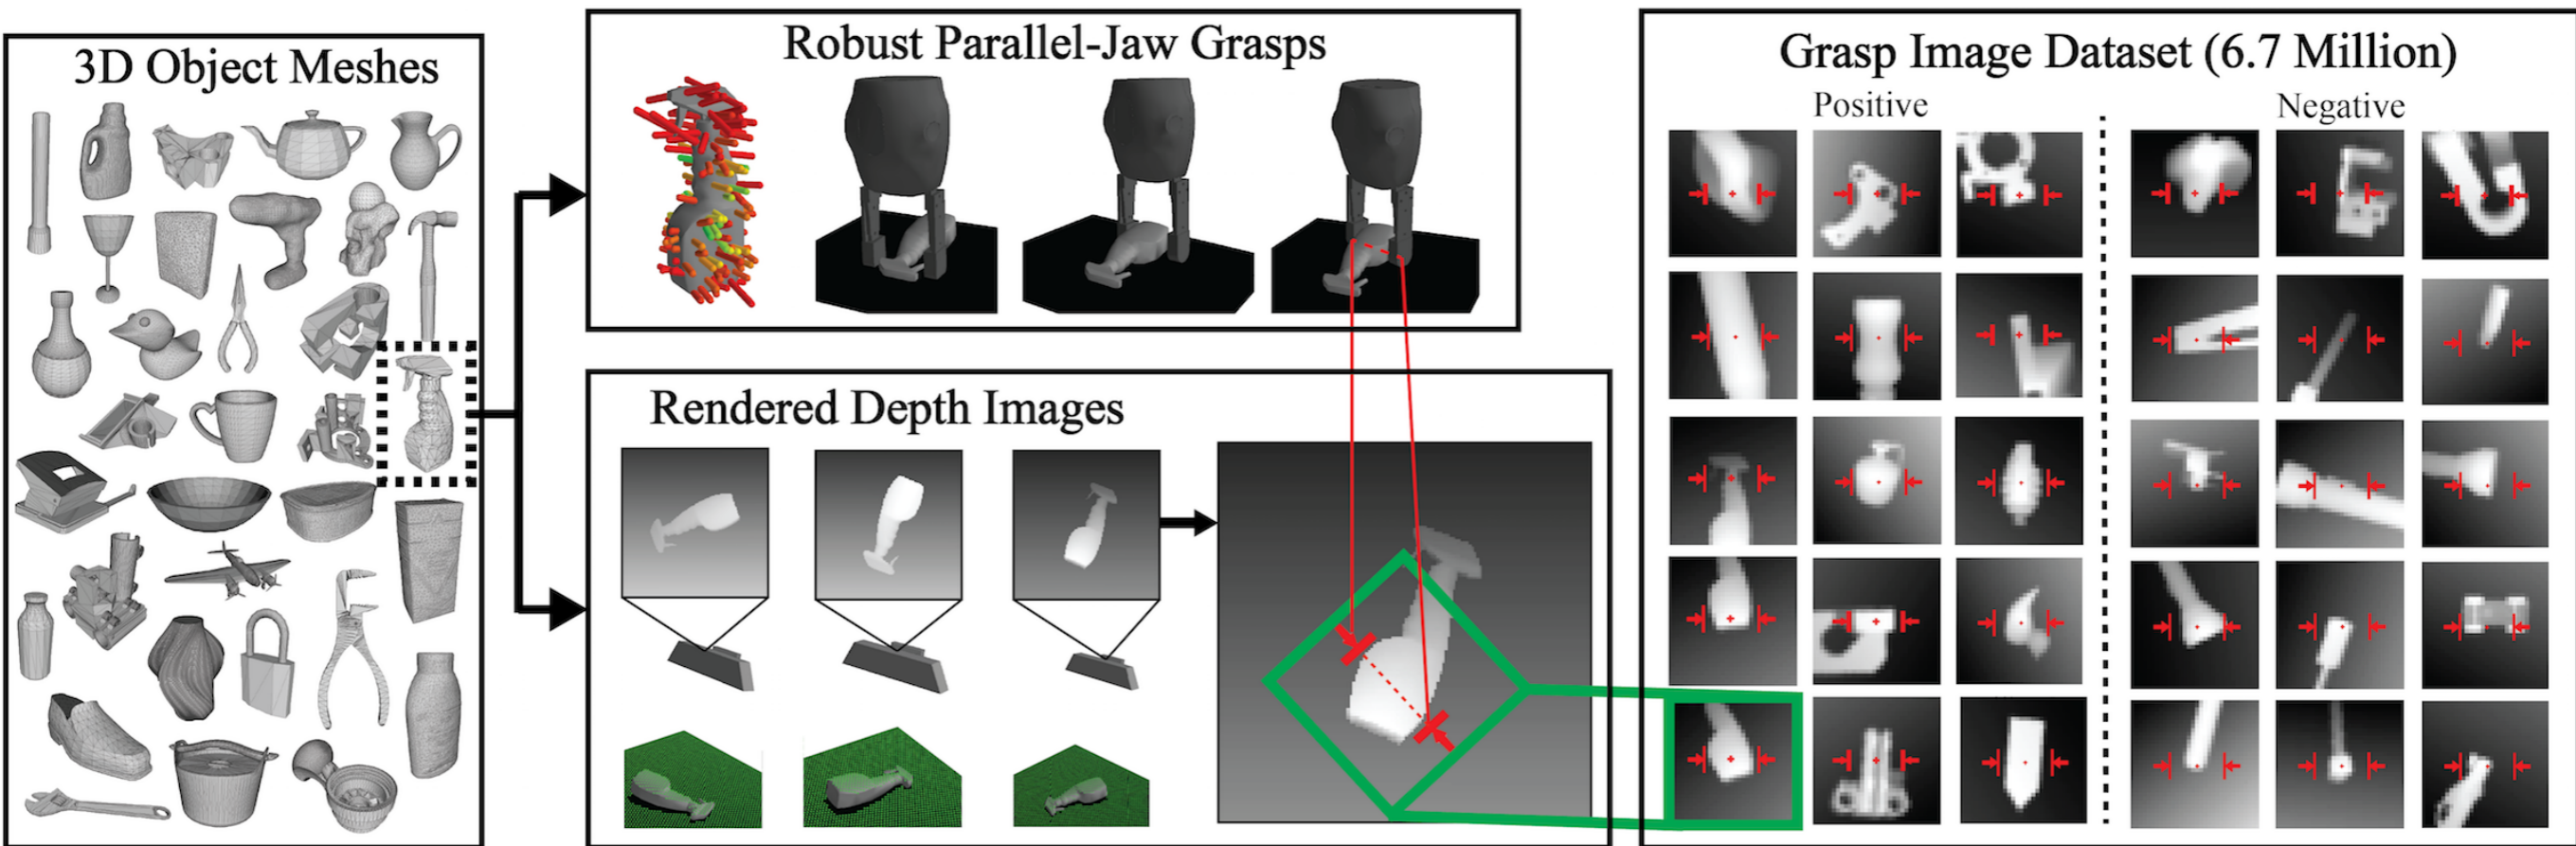 3D Object Meshes
Robust Parallel-Jaw Grasps
Rendered Depth Images
Grasp Image Dataset (6.7 Million)
Positive
Negative